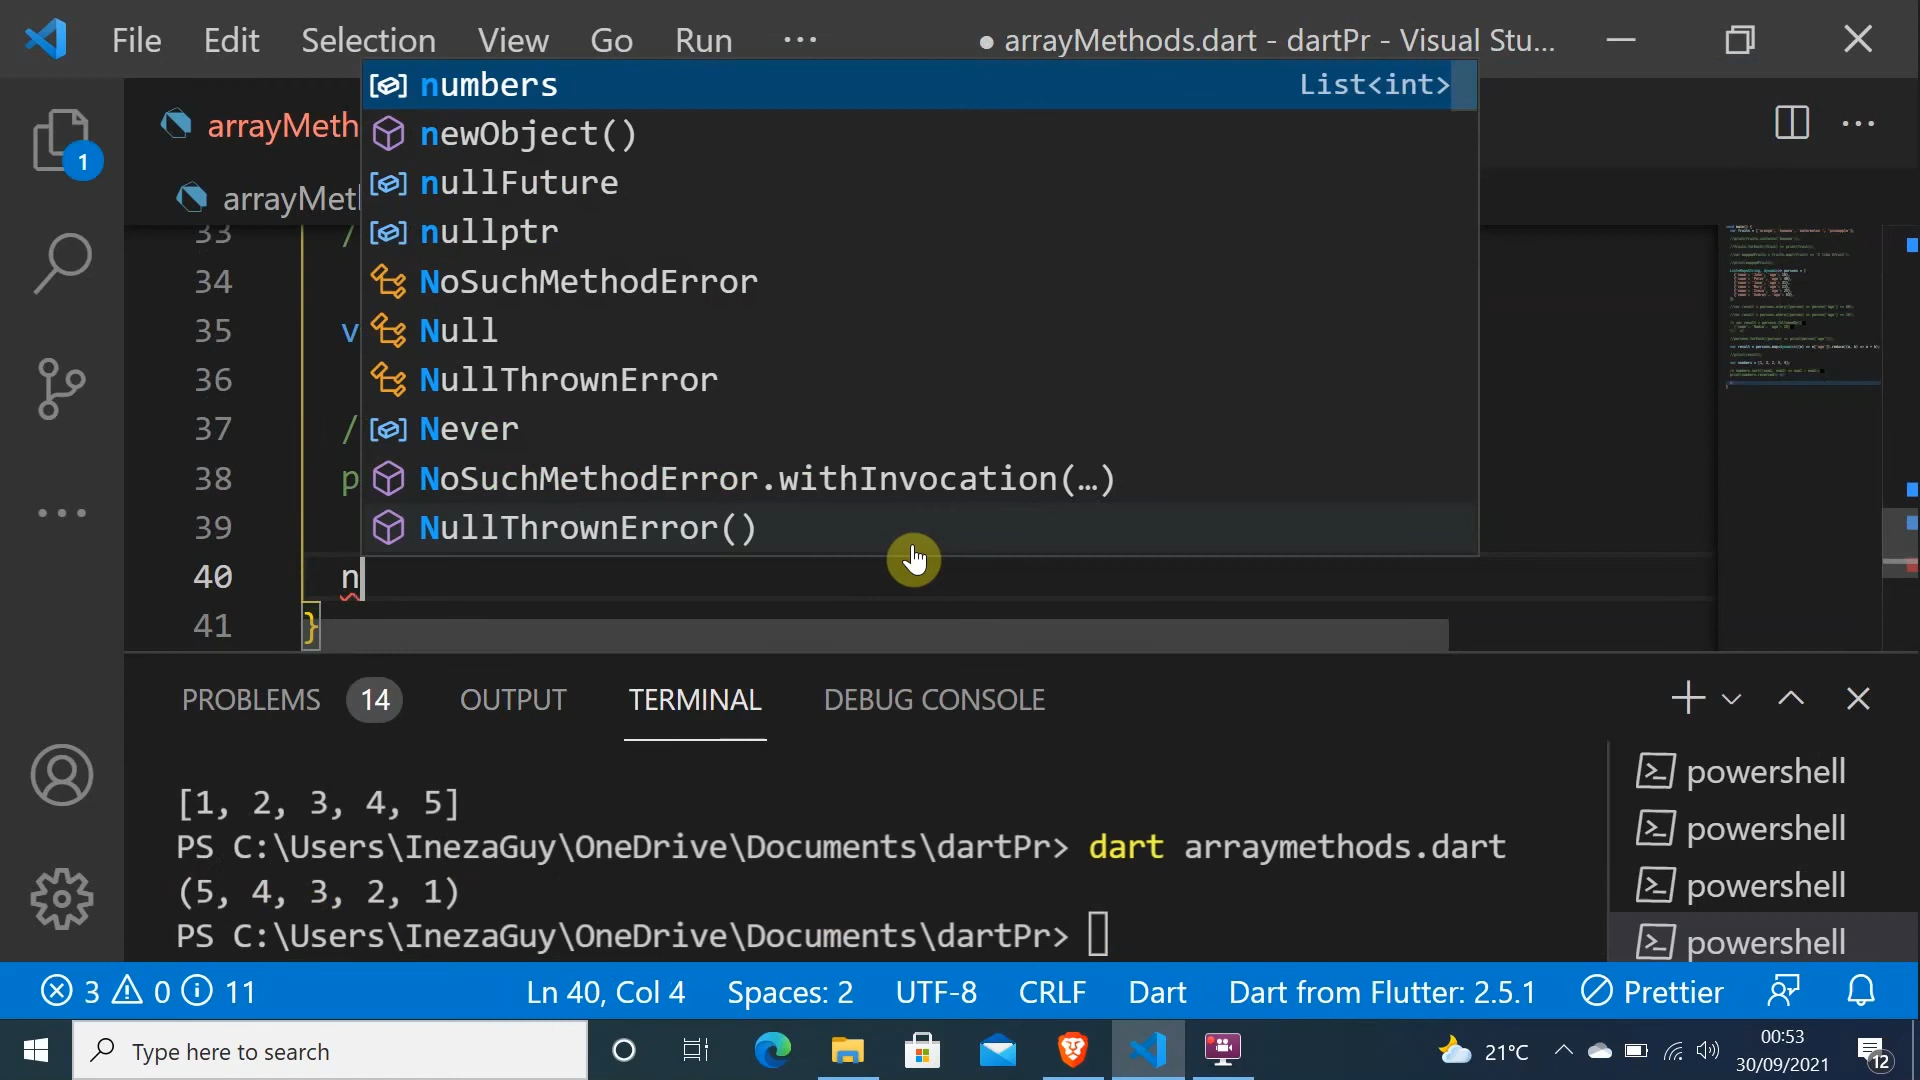 File Edit Selection View Go Run ··· ● arrayMethods.dart - dartPr - Visual Stu...
numbers List<int>
newObject()
nullFuture
nullptr
NoSuchMethodError
Null
NullThrownError
Never
NoSuchMethodError.withInvocation(…)
NullThrownError()
1
arrayMeth
arrayMet
33 /
34
35 v
36
37 /
38 p
39
40 n
41 }
PROBLEMS 14 OUTPUT TERMINAL DEBUG CONSOLE
[1, 2, 3, 4, 5]
PS C:\Users\InezaGuy\OneDrive\Documents\dartPr> dart arraymethods.dart
(5, 4, 3, 2, 1)
PS C:\Users\InezaGuy\OneDrive\Documents\dartPr>
powershell
powershell
powershell
powershell
3 0 11 Ln 40, Col 4 Spaces: 2 UTF-8 CRLF Dart Dart from Flutter: 2.5.1 Prettier
Type here to search
21°C
00:53
30/09/2021
12